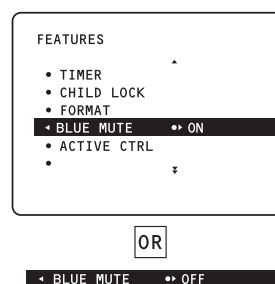 FEATURES
• TIMER
• CHILD LOCK
• FORMAT
◂ BLUE MUTE •▸ ON
• ACTIVE CTRL
•
OR
◂ BLUE MUTE •▸ OFF